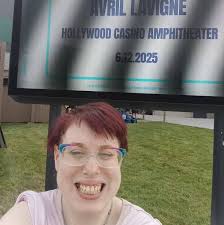 AVRIL LAVIGNE
HOLLYWOOD CASINO AMPHITHEATER
6.12.2025